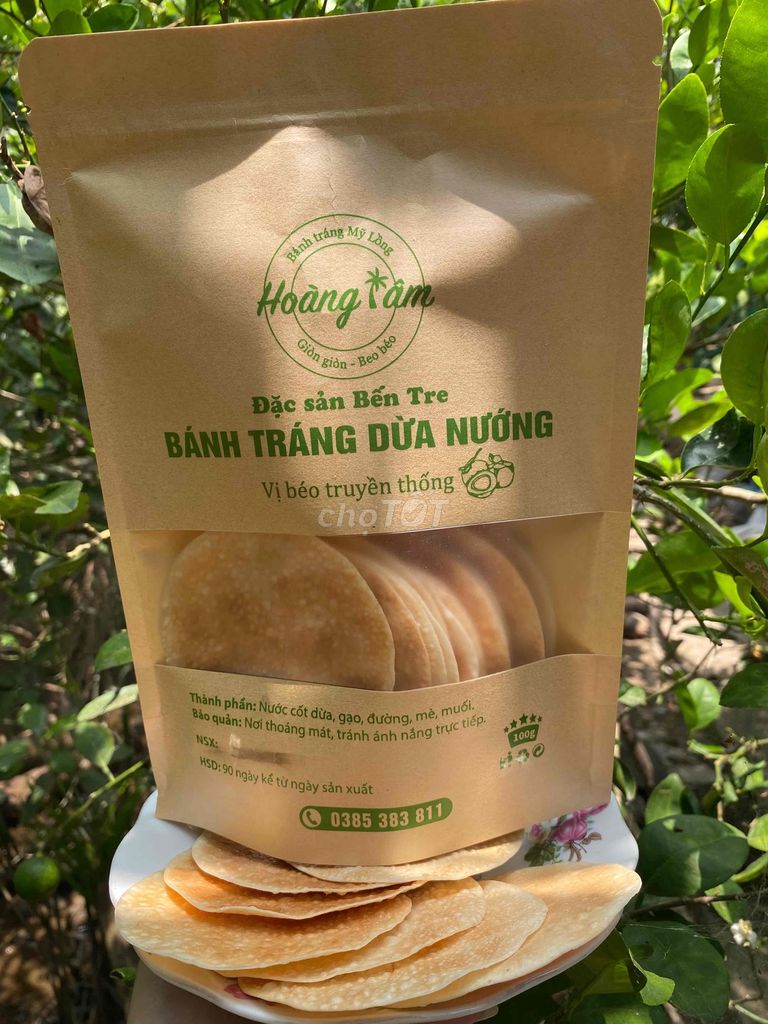 Bánh tráng Mỹ Lồng
Hoàng Tâm
Giòn giòn - Beo béo
Đặc sản Bến Tre
BÁNH TRÁNG DỪA NƯỚNG
Vị béo truyền thống
chợTỐT
Thành phần: Nước cốt dừa, gạo, đường, mè, muối.
Bảo quản: Nơi thoáng mát, tránh ánh nắng trực tiếp.
NSX:
100g
HSD: 90 ngày kể từ ngày sản xuất
0385 383 811